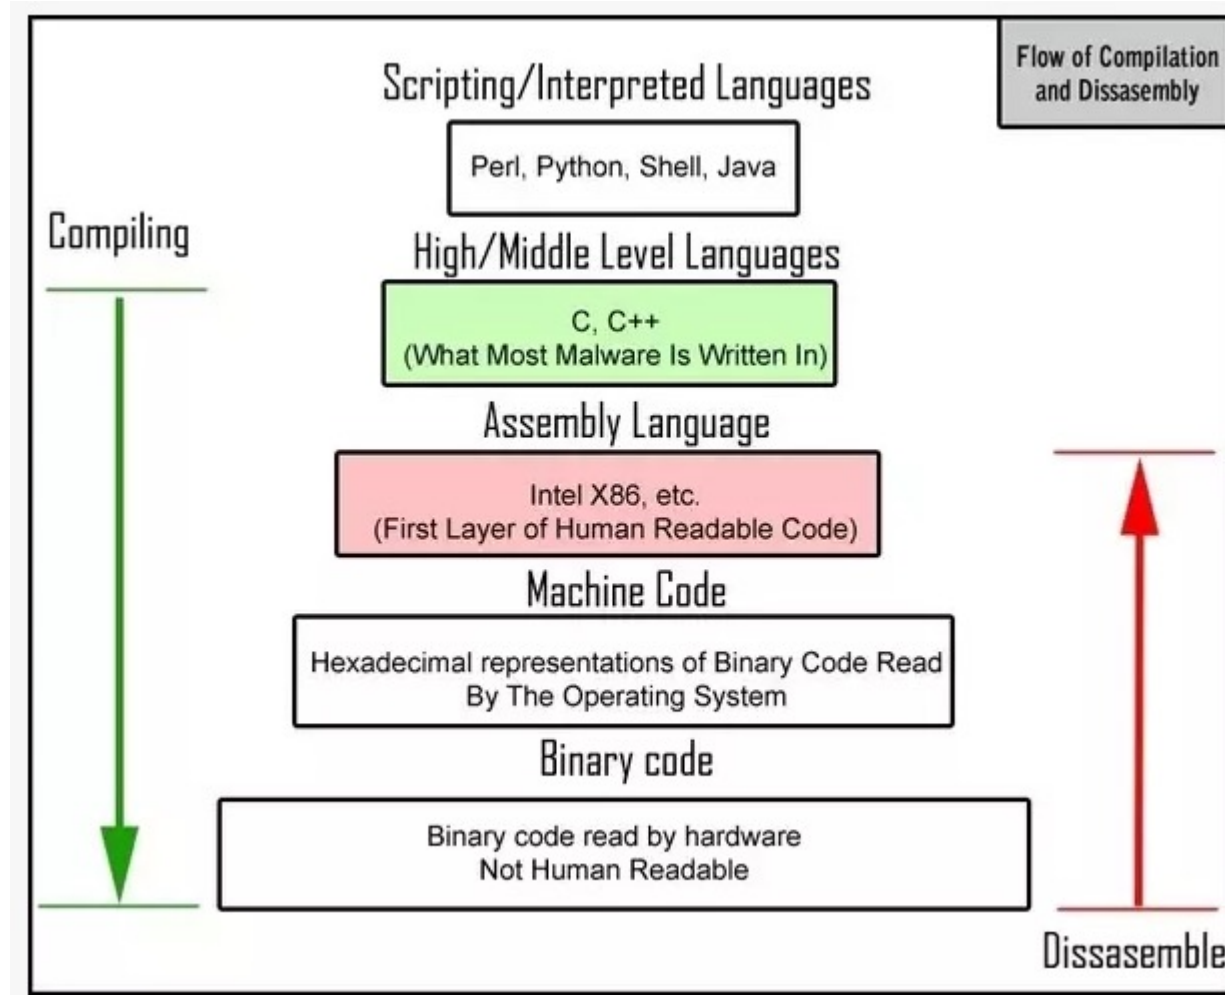 Flow of Compilation
and Dissasembly
Scripting/Interpreted Languages
Perl, Python, Shell, Java
Compiling
High/Middle Level Languages
C, C++
(What Most Malware Is Written In)
Assembly Language
Intel X86, etc.
(First Layer of Human Readable Code)
Machine Code
Hexadecimal representations of Binary Code Read
By The Operating System
Binary code
Binary code read by hardware
Not Human Readable
Dissasemble